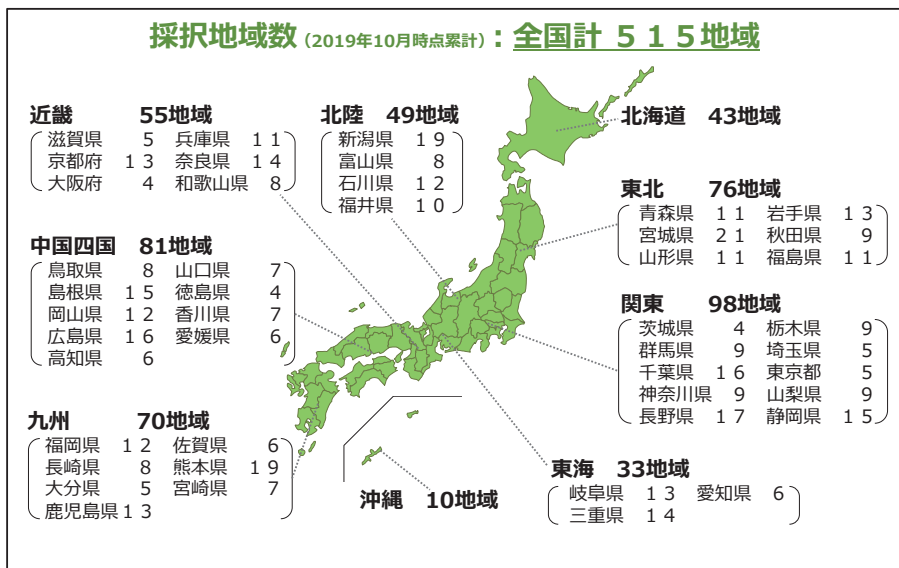 採択地域数 (2019年10月時点累計) : 全国計 515地域
近畿 55地域
滋賀県 5 兵庫県 11
京都府 13 奈良県 14
大阪府 4 和歌山県 8
北陸 49地域
新潟県 19
富山県 8
石川県 12
福井県 10
北海道 43地域
東北 76地域
青森県 11 岩手県 13
宮城県 21 秋田県 9
山形県 11 福島県 11
中国四国 81地域
鳥取県 8 山口県 7
島根県 15 徳島県 4
岡山県 12 香川県 7
広島県 16 愛媛県 6
高知県 6
関東 98地域
茨城県 4 栃木県 9
群馬県 9 埼玉県 5
千葉県 16 東京都 5
神奈川県 9 山梨県 9
長野県 17 静岡県 15
九州 70地域
福岡県 12 佐賀県 6
長崎県 8 熊本県 19
大分県 5 宮崎県 7
鹿児島県 13
沖縄 10地域
東海 33地域
岐阜県 13 愛知県 6
三重県 14